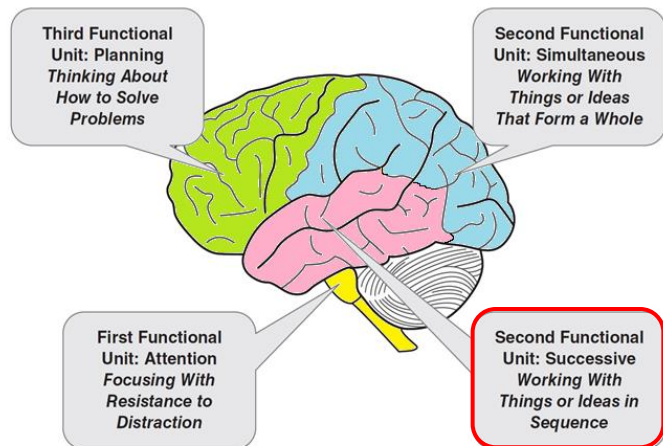 Third Functional
Unit: Planning
Thinking About
How to Solve
Problems
Second Functional
Unit: Simultaneous
Working With
Things or Ideas
That Form a Whole
First Functional
Unit: Attention
Focusing With
Resistance to
Distraction
Second Functional
Unit: Successive
Working With
Things or Ideas in
Sequence